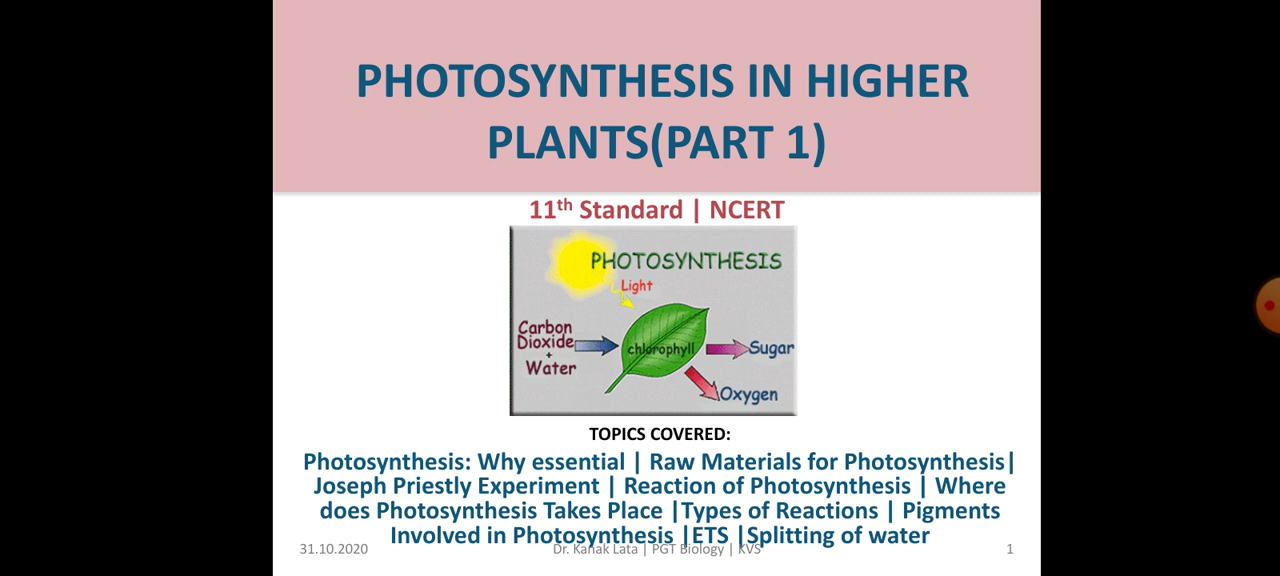 PHOTOSYNTHESIS IN HIGHER
PLANTS(PART 1)
11th Standard | NCERT
PHOTOSYNTHESIS
Light
Carbon
Dioxide
+
Water
chlorophyll
Sugar
Oxygen
TOPICS COVERED:
Photosynthesis: Why essential | Raw Materials for Photosynthesis|
Joseph Priestly Experiment | Reaction of Photosynthesis | Where
does Photosynthesis Takes Place |Types of Reactions | Pigments
Involved in Photosynthesis |ETS |Splitting of water
31.10.2020
Dr. Kanak Lata | PGT Biology | KVS
1